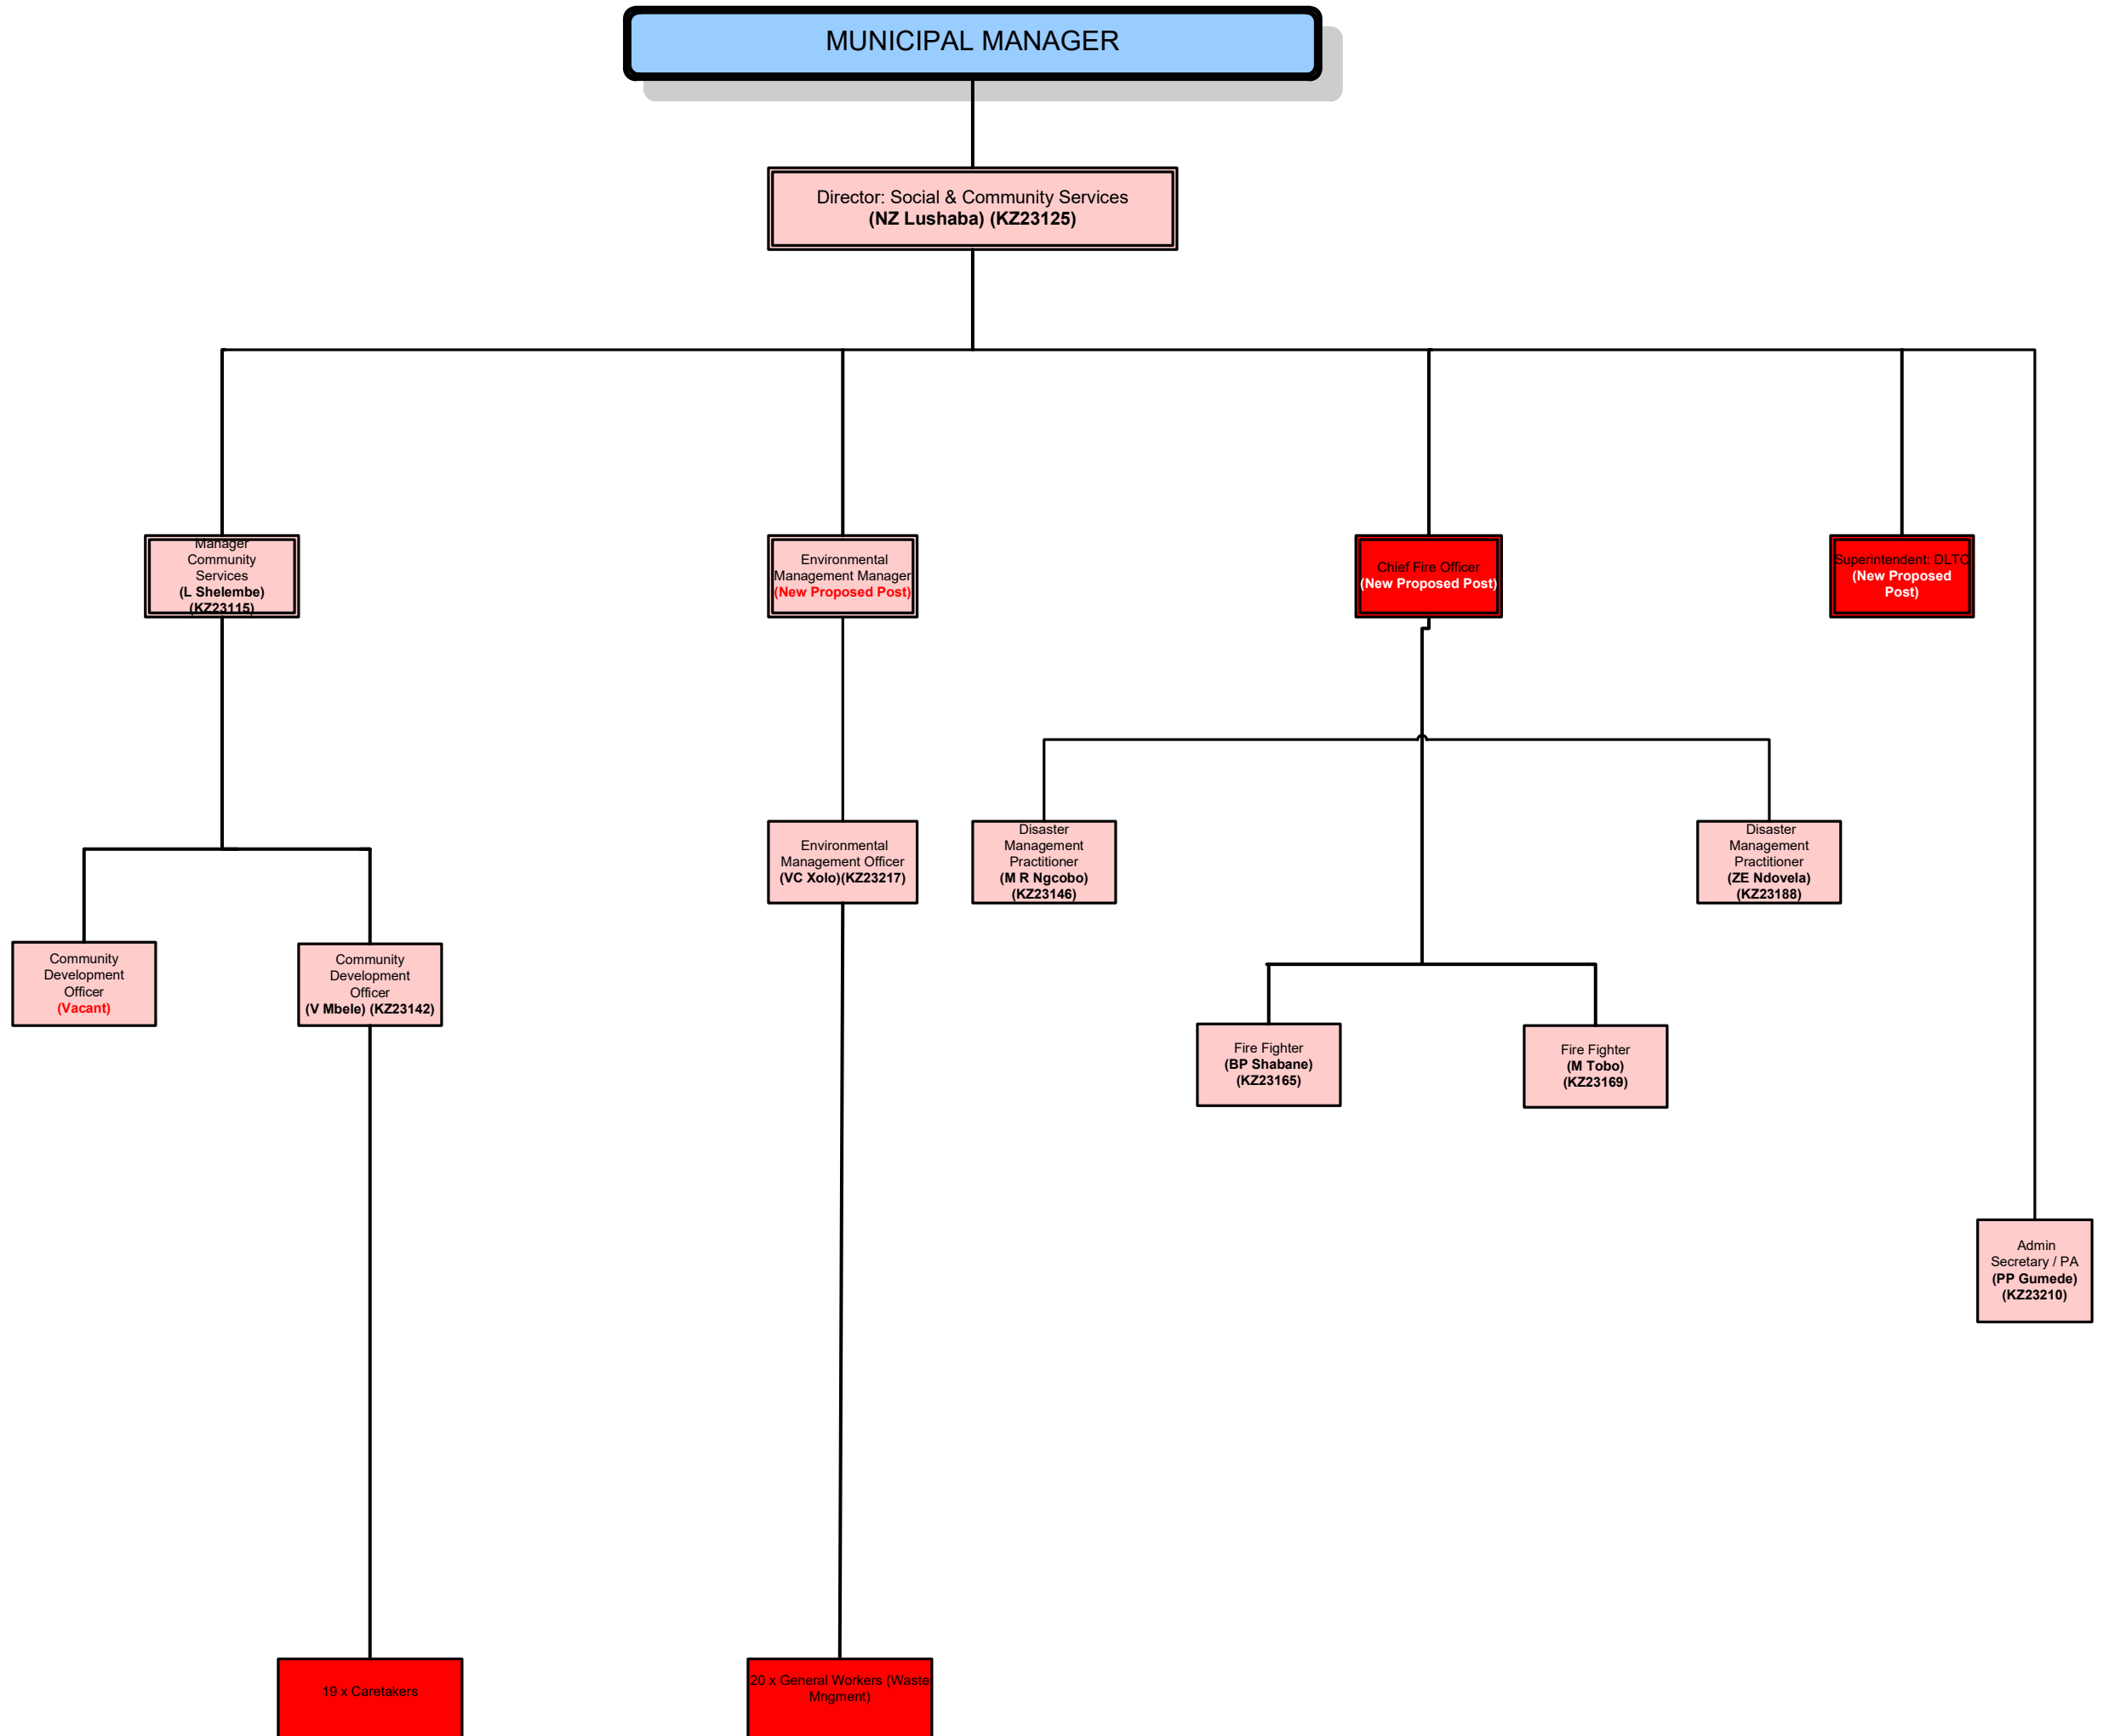 MUNICIPAL MANAGER
Director: Social & Community Services
(NZ Lushaba) (KZ23125)
Manager
Community
Services
(L Shelembe)
(KZ23115)
Environmental
Management Manager
(New Proposed Post)
Chief Fire Officer
(New Proposed Post)
Superintendent: DLTC
(New Proposed
Post)
Environmental
Management Officer
(VC Xolo)(KZ23217)
Disaster
Management
Practitioner
(M R Ngcobo)
(KZ23146)
Disaster
Management
Practitioner
(ZE Ndovela)
(KZ23188)
Community
Development
Officer
(Vacant)
Community
Development
Officer
(V Mbele) (KZ23142)
Fire Fighter
(BP Shabane)
(KZ23165)
Fire Fighter
(M Tobo)
(KZ23169)
Admin
Secretary / PA
(PP Gumede)
(KZ23210)
19 x Caretakers
20 x General Workers (Waste
Mngment)